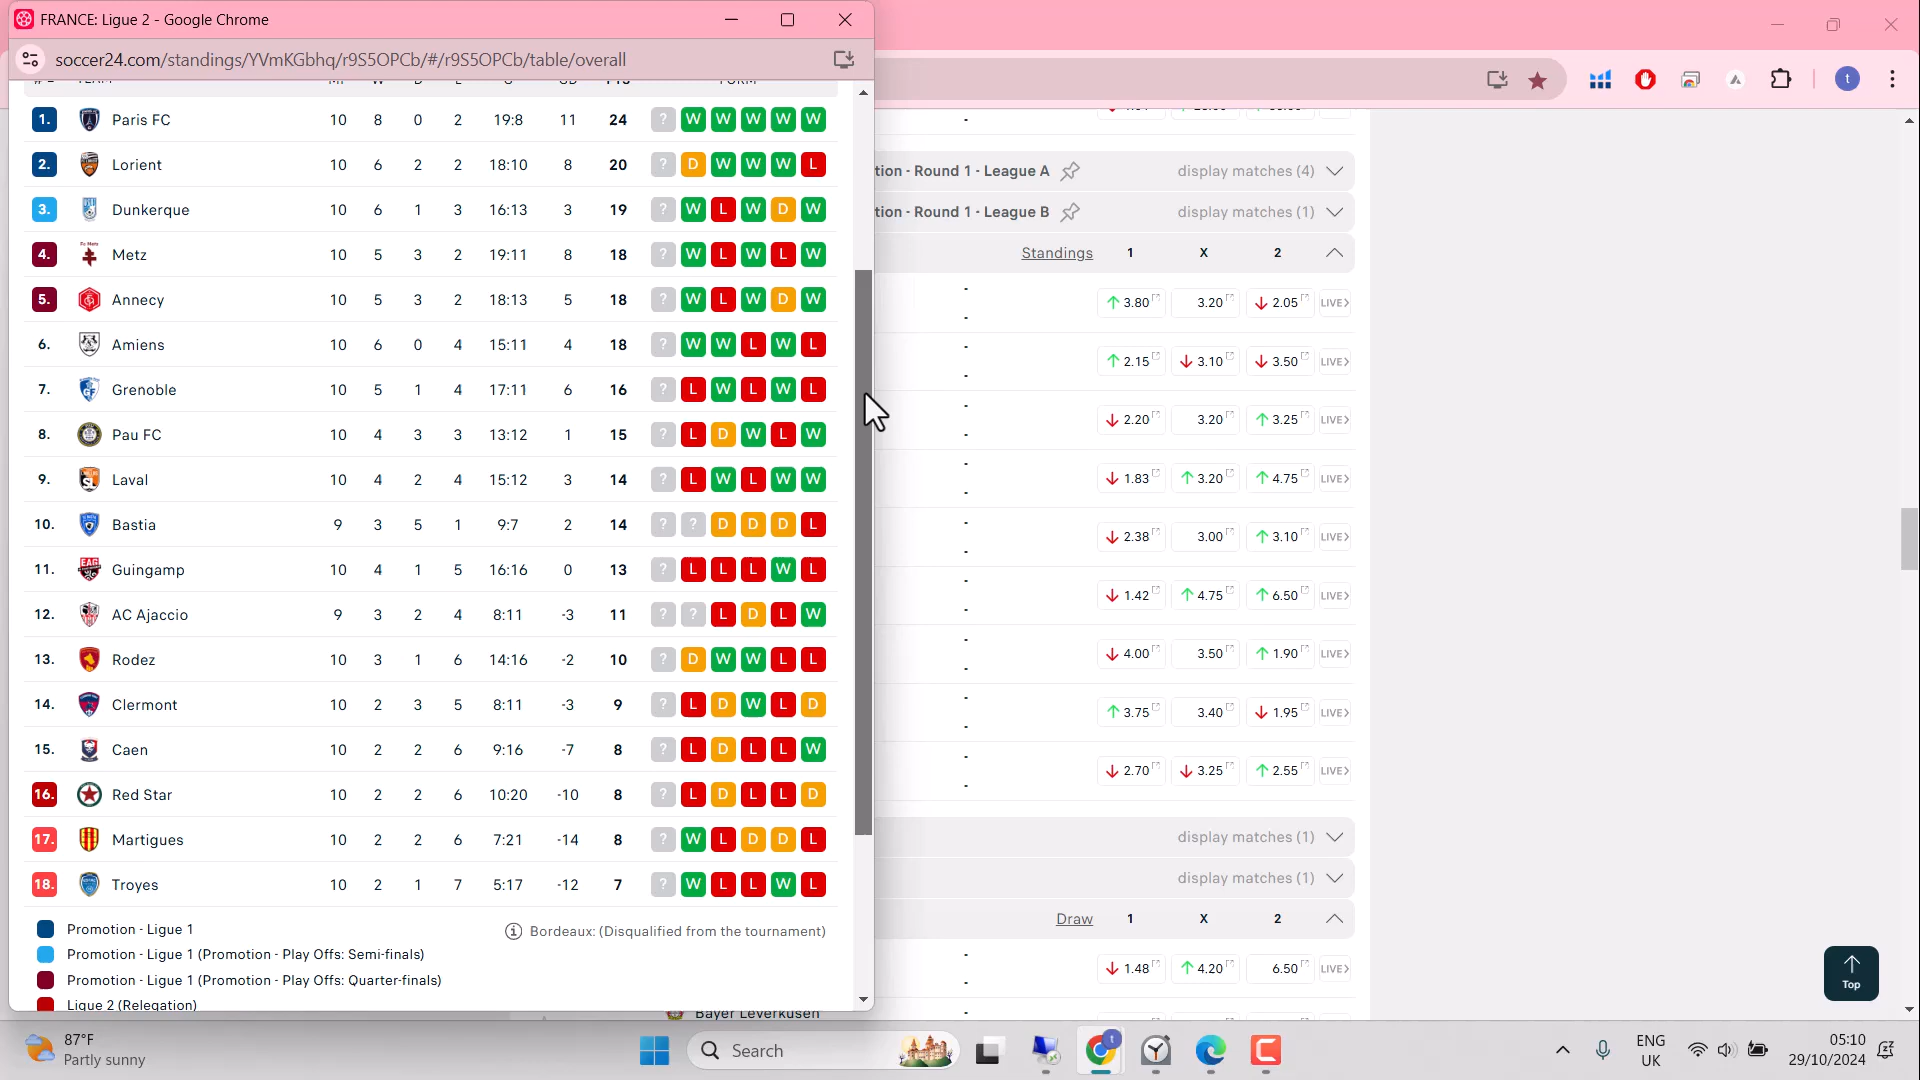 FRANCE: Ligue 2 - Google Chrome
soccer24.com/standings/YVmKGbhq/r9S5OPCb/#/r9S5OPCb/table/overall
1. Paris FC 10 8 0 2 19:8 11 24 ? W W W W W
2. Lorient 10 6 2 2 18:10 8 20 ? D W W W L
3. Dunkerque 10 6 1 3 16:13 3 19 ? W L W D W
4. Metz 10 5 3 2 19:11 8 18 ? W L W L W
5. Annecy 10 5 3 2 18:13 5 18 ? W L W D W
6. Amiens 10 6 0 4 15:11 4 18 ? W W L W L
7. Grenoble 10 5 1 4 17:11 6 16 ? L W L W L
8. Pau FC 10 4 3 3 13:12 1 15 ? L D W L W
9. Laval 10 4 2 4 15:12 3 14 ? L W L W W
10. Bastia 9 3 5 1 9:7 2 14 ? ? D D D L
11. Guingamp 10 4 1 5 16:16 0 13 ? L L L W L
12. AC Ajaccio 9 3 2 4 8:11 -3 11 ? ? L D L W
13. Rodez 10 3 1 6 14:16 -2 10 ? D W W L L
14. Clermont 10 2 3 5 8:11 -3 9 ? L D W L D
15. Caen 10 2 2 6 9:16 -7 8 ? L D L L W
16. Red Star 10 2 2 6 10:20 -10 8 ? L D L L D
17. Martigues 10 2 2 6 7:21 -14 8 ? W L D D L
18. Troyes 10 2 1 7 5:17 -12 7 ? W L L W L
Promotion - Ligue 1
Bordeaux: (Disqualified from the tournament)
Promotion - Ligue 1 (Promotion - Play Offs: Semi-finals)
Promotion - Ligue 1 (Promotion - Play Offs: Quarter-finals)
Ligue 2 (Relegation)
t
tion - Round 1 - League A display matches (4)
tion - Round 1 - League B display matches (1)
Standings 1 X 2
- -
3.80 3.20 2.05 LIVE
- -
2.15 3.10 3.50 LIVE
- -
2.20 3.20 3.25 LIVE
- -
1.83 3.20 4.75 LIVE
- -
2.38 3.00 3.10 LIVE
- -
1.42 4.75 6.50 LIVE
- -
4.00 3.50 1.90 LIVE
- -
3.75 3.40 1.95 LIVE
- -
2.70 3.25 2.55 LIVE
display matches (1)
display matches (1)
Draw 1 X 2
- -
1.48 4.20 6.50 LIVE
Bayer Leverkusen
Top
87°F
Partly sunny
Search
ENG
UK
05:10
29/10/2024